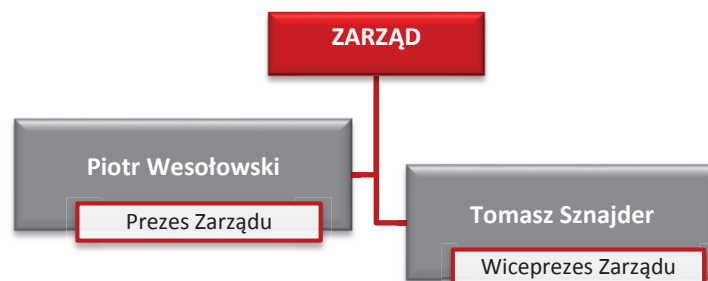 ZARZĄD
Piotr Wesołowski
Prezes Zarządu
Tomasz Sznajder
Wiceprezes Zarządu